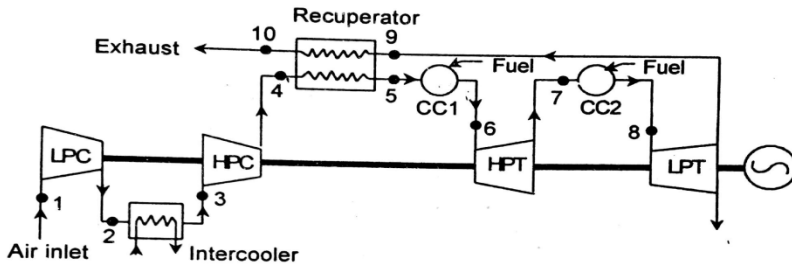 Recuperator
10
9
Exhaust
Fuel
Fuel
4
5
CC1
7
CC2
6
8
LPC
HPC
HPT
LPT
1
3
2
Air inlet
Intercooler